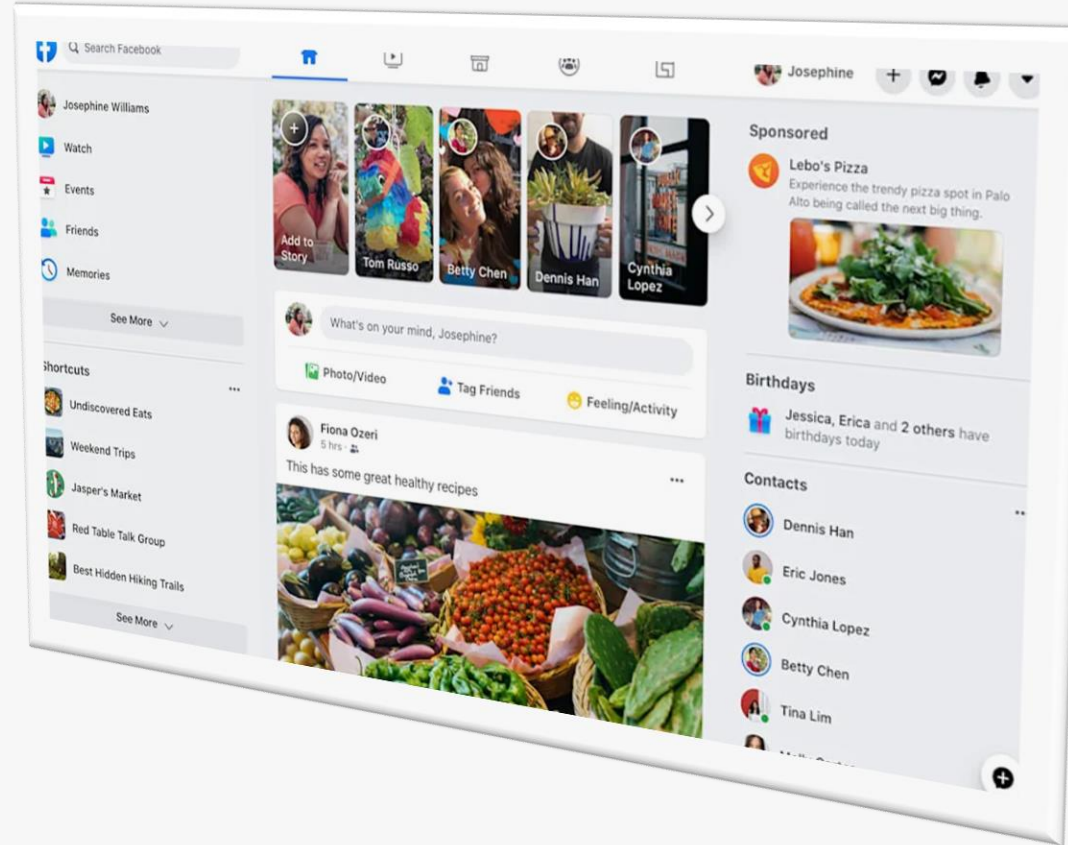 Search Facebook
Josephine
Josephine Williams
Watch
Events
Friends
Memories
See More
Shortcuts
Undiscovered Eats
Weekend Trips
Jasper's Market
Red Table Talk Group
Best Hidden Hiking Trails
See More
Add to
Story
Tom Russo
Betty Chen
Dennis Han
Cynthia
Lopez
What's on your mind, Josephine?
Photo/Video
Tag Friends
Feeling/Activity
Fiona Ozeri
5 hrs ·
This has some great healthy recipes
Sponsored
Lebo's Pizza
Experience the trendy pizza spot in Palo
Alto being called the next big thing.
Birthdays
Jessica, Erica and 2 others have
birthdays today
Contacts
Dennis Han
Eric Jones
Cynthia Lopez
Betty Chen
Tina Lim